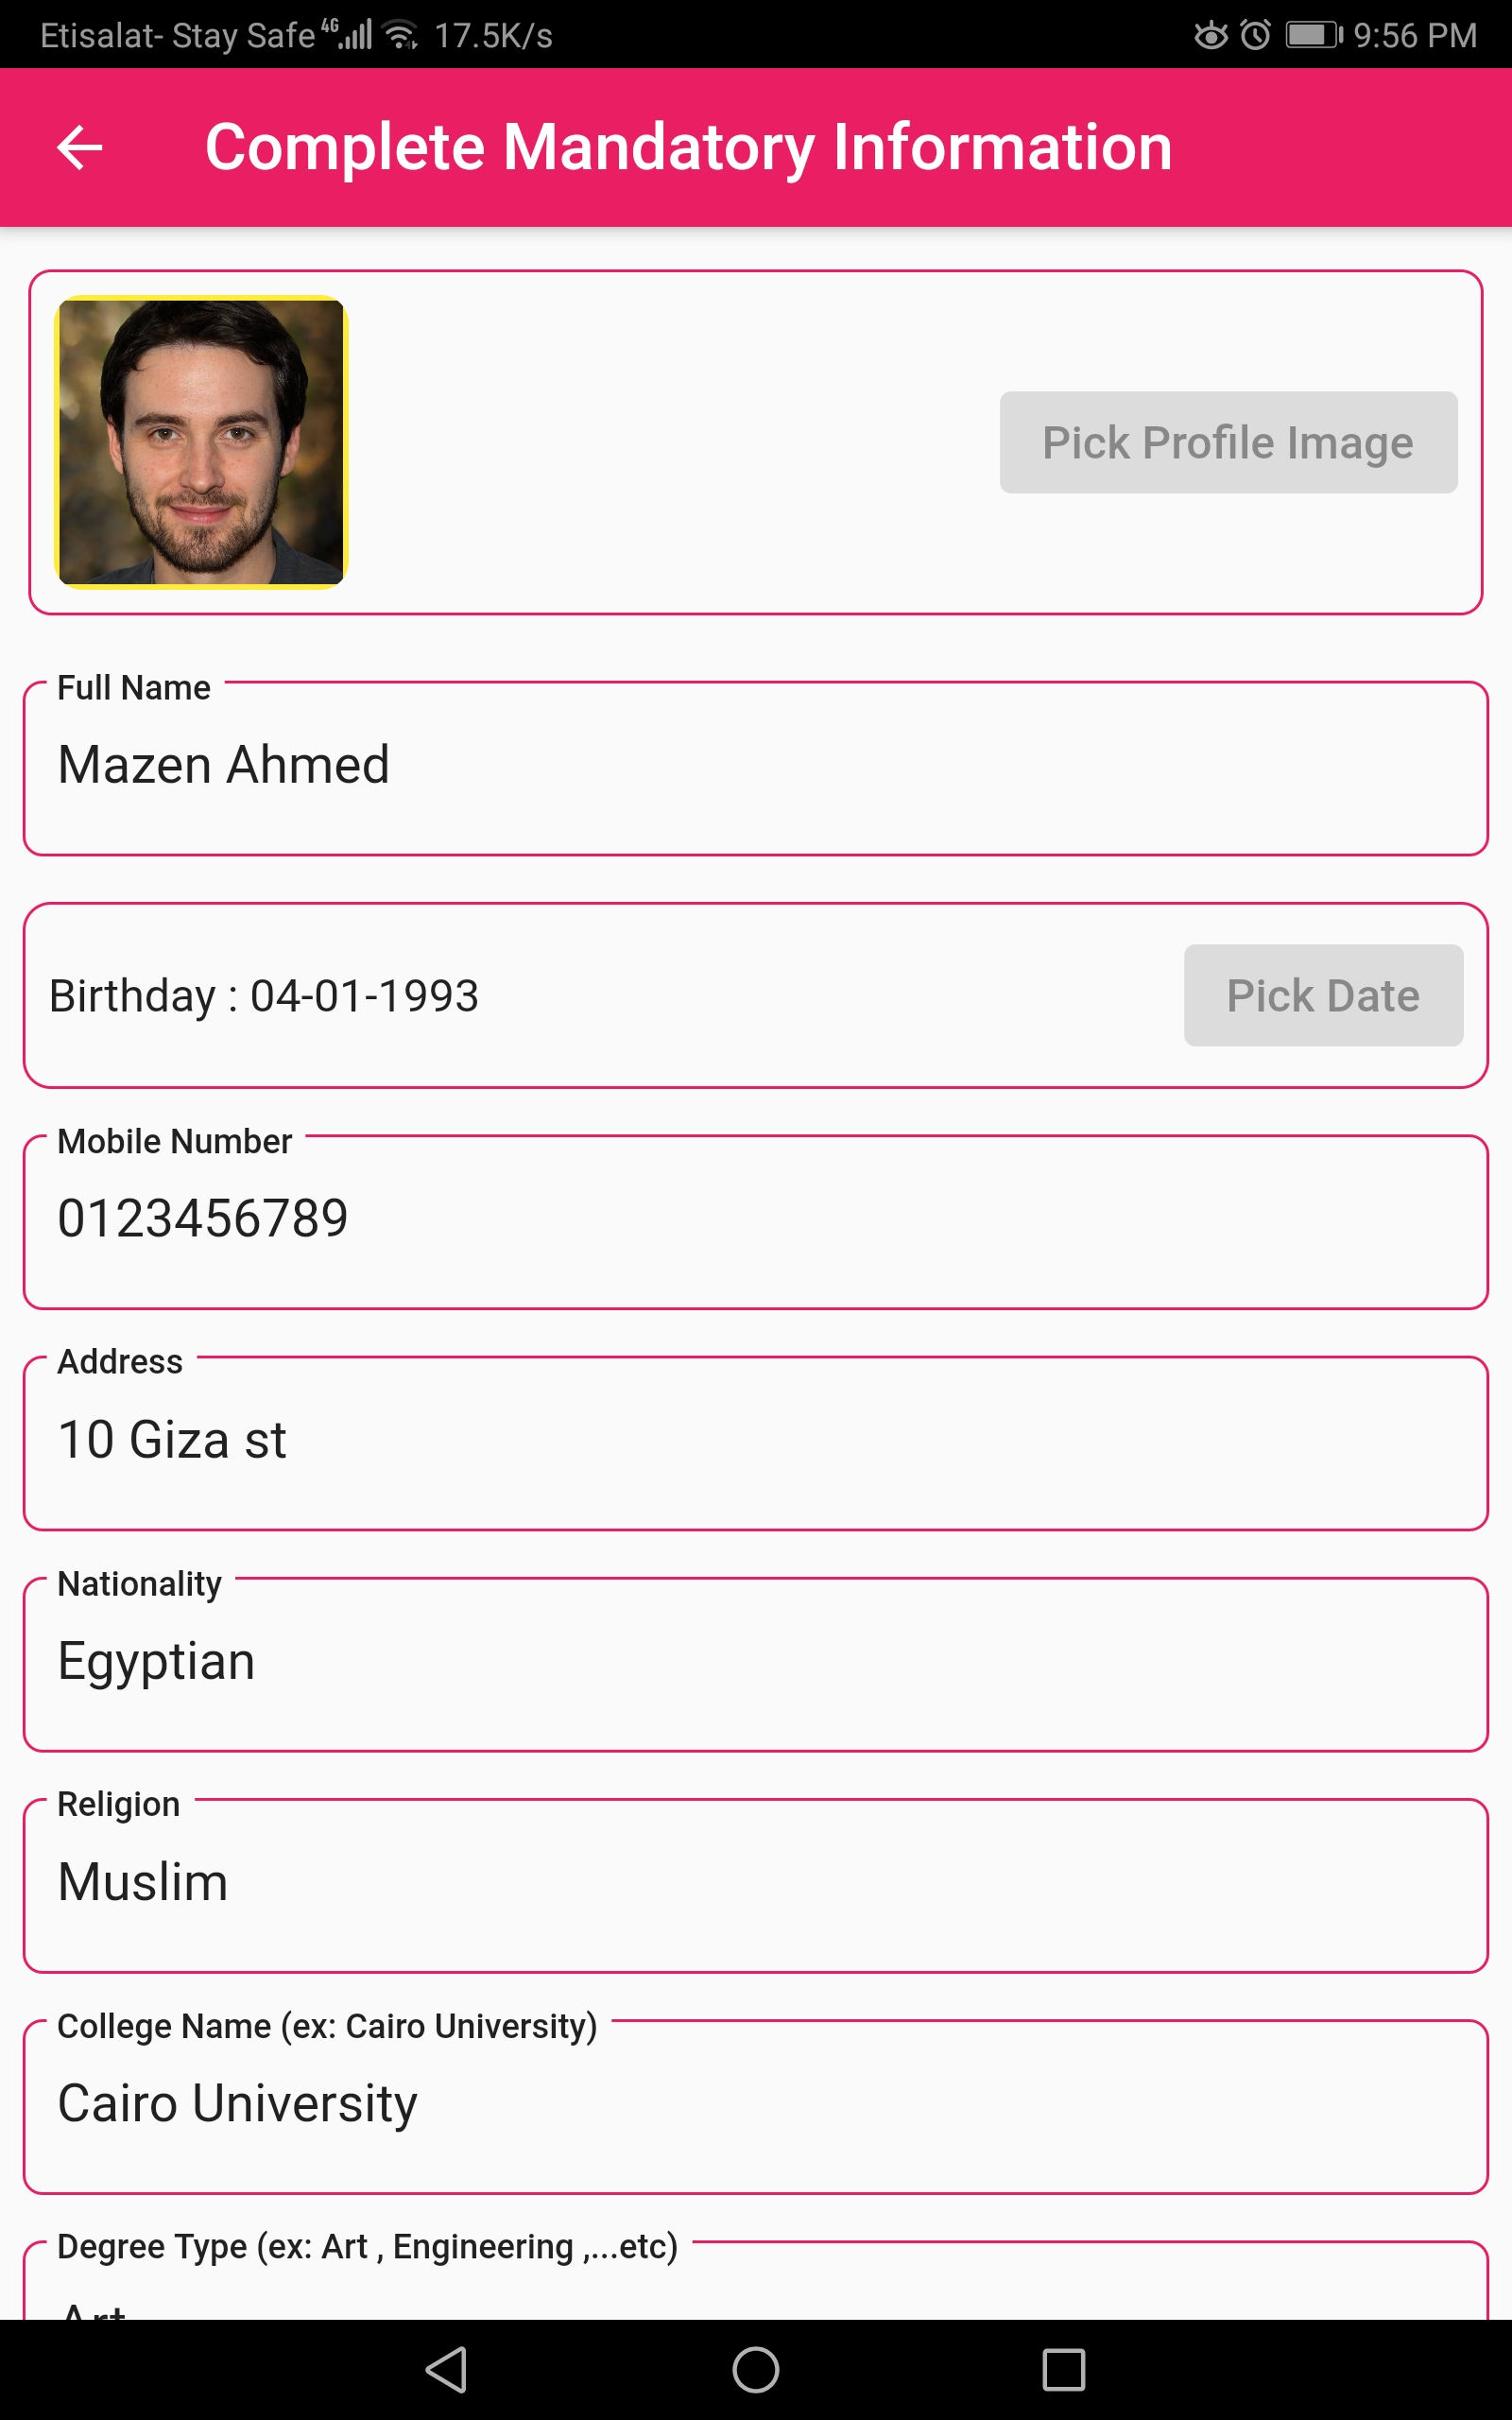 Etisalat- Stay Safe 4G 17.5K/s 9:56 PM
Complete Mandatory Information
Pick Profile Image
Full Name
Mazen Ahmed
Birthday : 04-01-1993 Pick Date
Mobile Number
0123456789
Address
10 Giza st
Nationality
Egyptian
Religion
Muslim
College Name (ex: Cairo University)
Cairo University
Degree Type (ex: Art , Engineering ,...etc)
Art